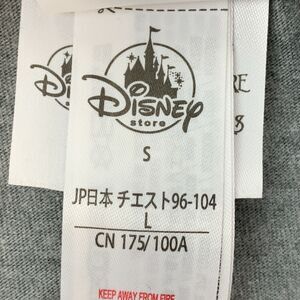 DISNEY
store
S
JP日本 チエスト96-104
L
CN 175/100A
KEEP AWAY FROM FIRE